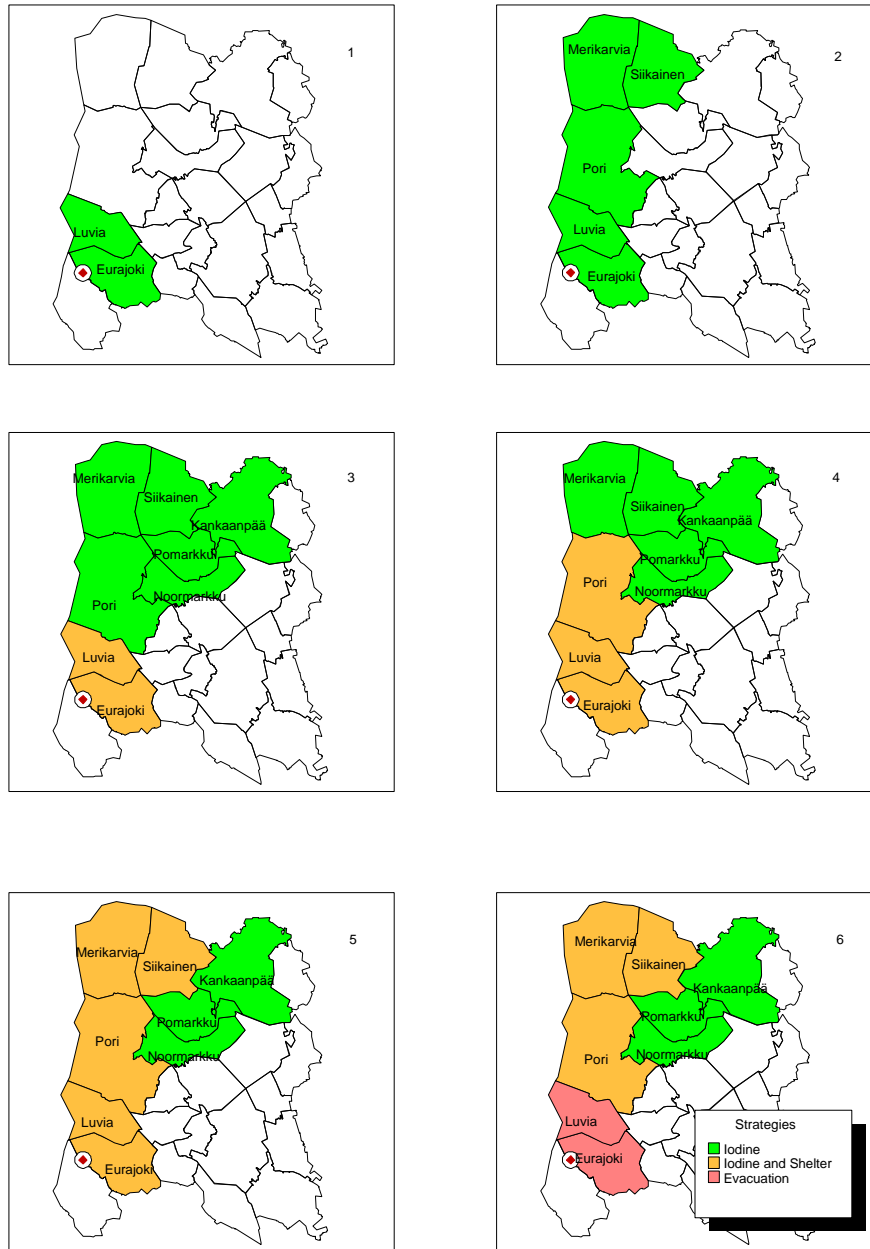 1
Luvia
Eurajoki
2
Merikarvia
Siikainen
Pori
Luvia
Eurajoki
3
Merikarvia
Siikainen
Kankaanpää
Pomarkku
Noormarkku
Pori
Luvia
Eurajoki
4
Merikarvia
Siikainen
Kankaanpää
Pomarkku
Noormarkku
Pori
Luvia
Eurajoki
5
Merikarvia
Siikainen
Kankaanpää
Pomarkku
Pori
Noormarkku
Luvia
Eurajoki
6
Merikarvia
Siikainen
Kankaanpää
Pomarkku
Noormarkku
Pori
Luvia
Eurajoki
Strategies
Iodine
Iodine and Shelter
Evacuation